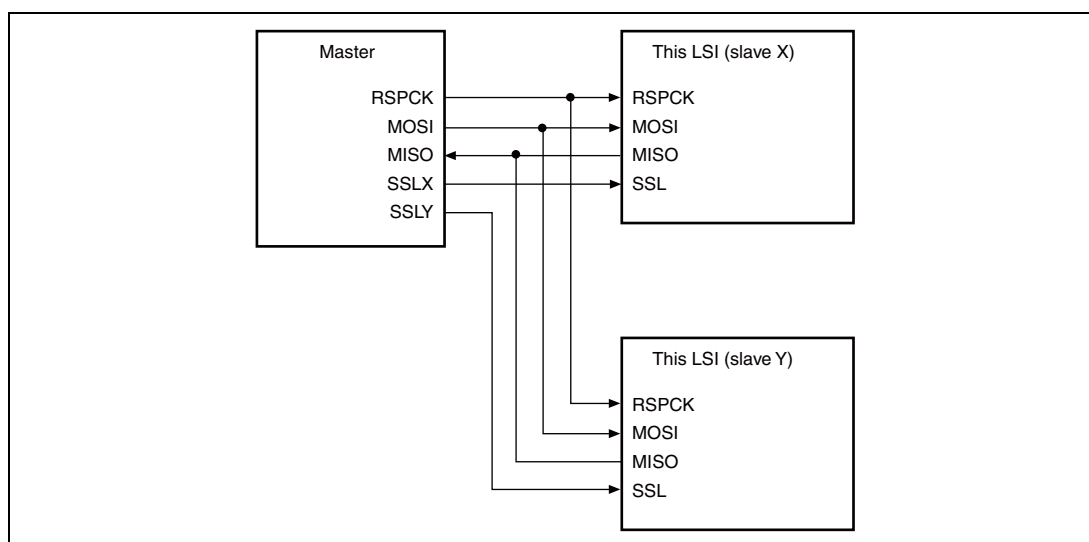 Master
RSPCK
MOSI
MISO
SSLX
SSLY
This LSI (slave X)
RSPCK
MOSI
MISO
SSL
This LSI (slave Y)
RSPCK
MOSI
MISO
SSL